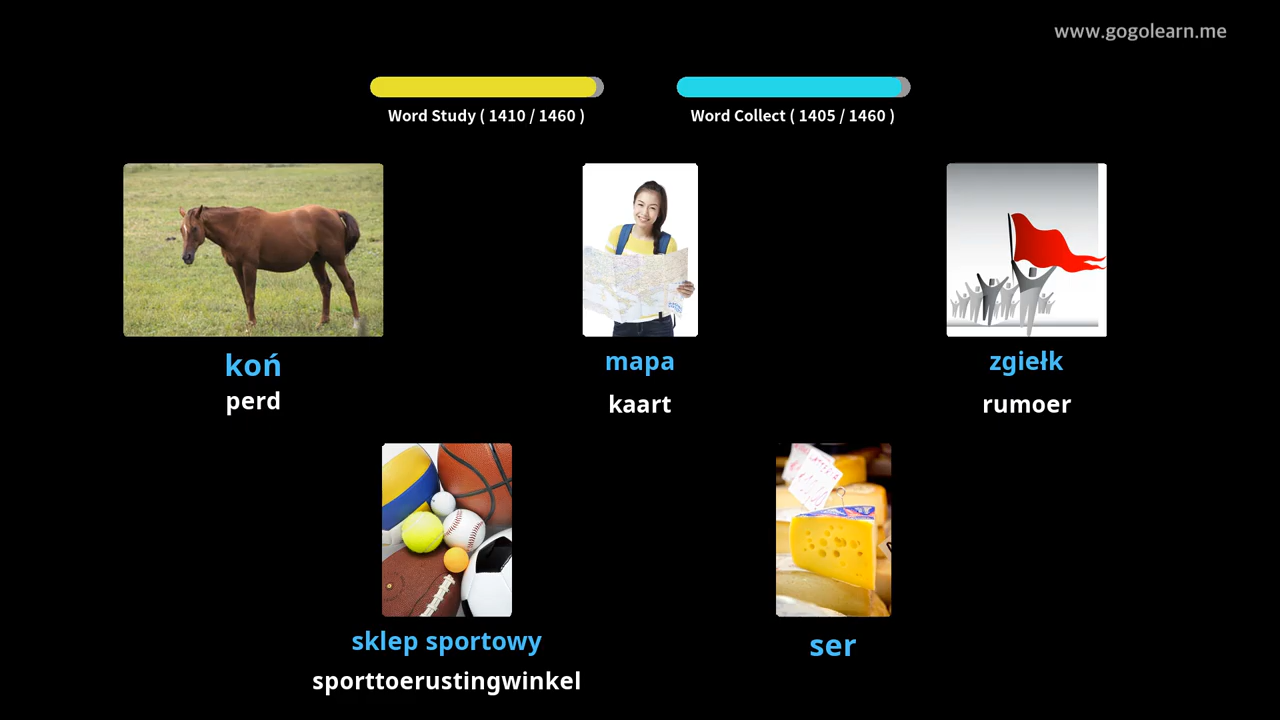 www.gogolearn.me
Word Study ( 1410 / 1460 )
Word Collect ( 1405 / 1460 )
koń
perd
mapa
kaart
zgiełk
rumoer
sklep sportowy
sporttoerustingwinkel
ser